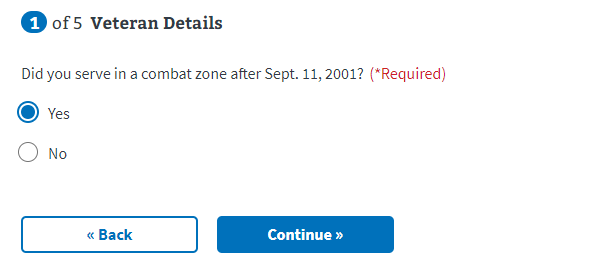 1 of 5 Veteran Details
Did you serve in a combat zone after Sept. 11, 2001? (*Required)
Yes
No
« Back
Continue »